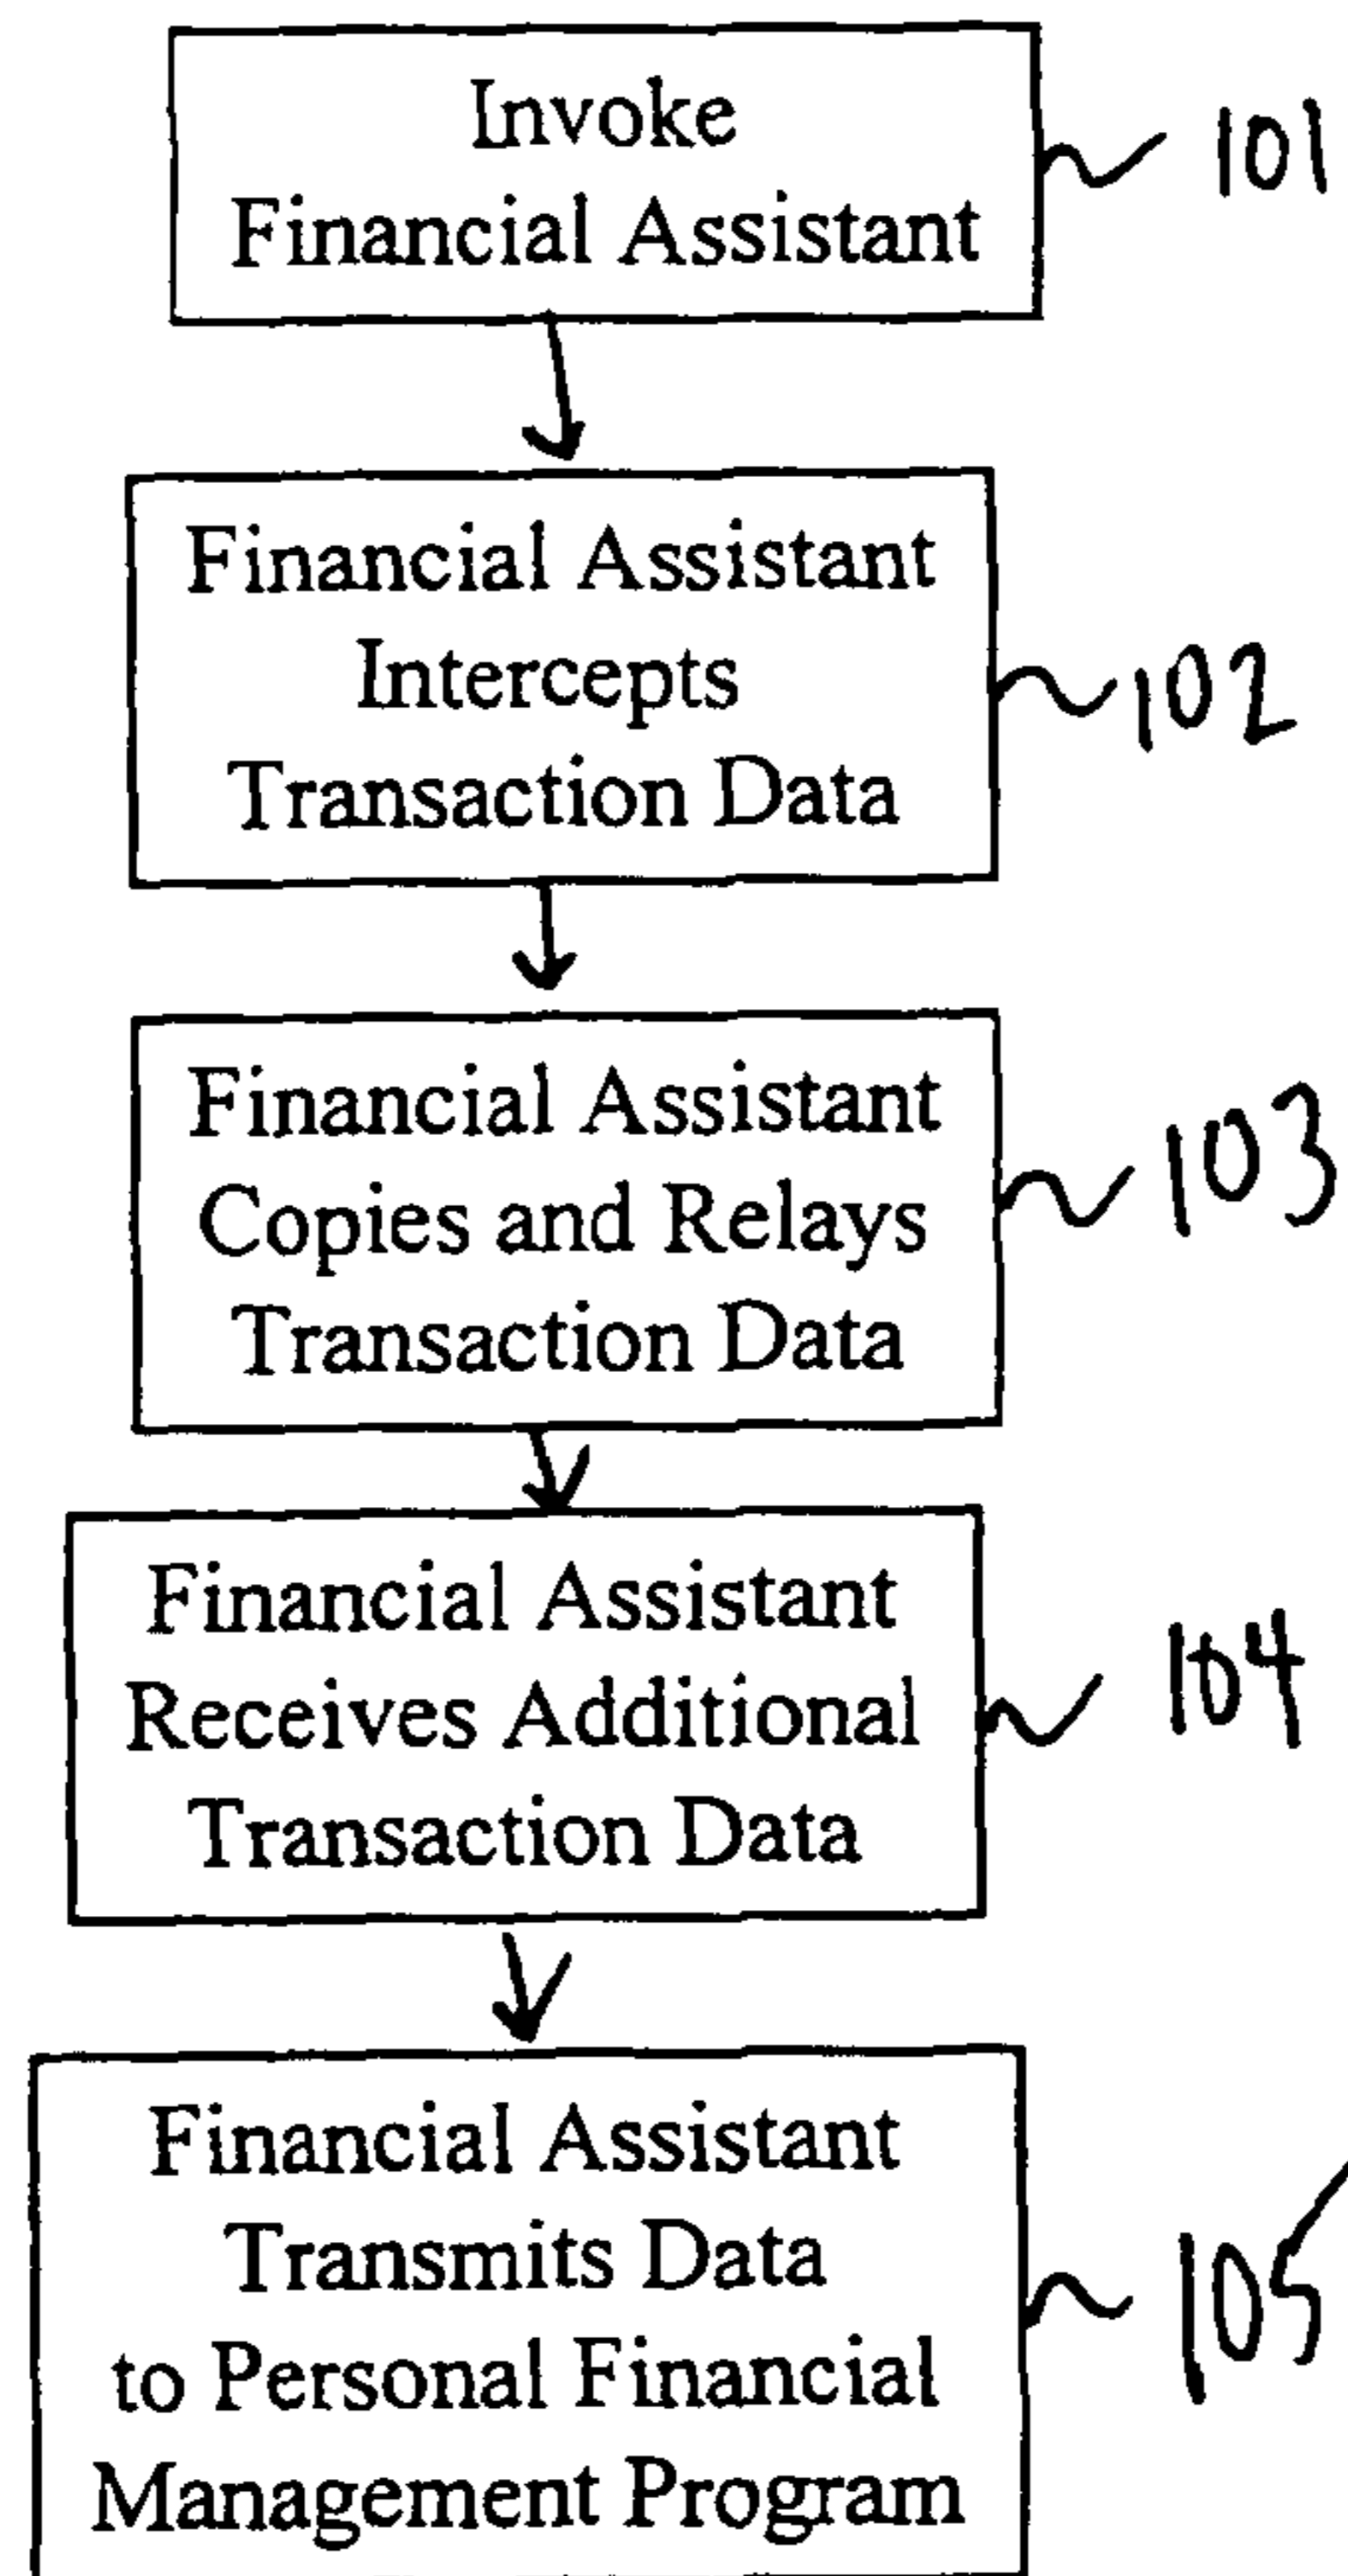 Invoke
Financial Assistant
101
Financial Assistant
Intercepts
Transaction Data
102
Financial Assistant
Copies and Relays
Transaction Data
103
Financial Assistant
Receives Additional
Transaction Data
104
Financial Assistant
Transmits Data
to Personal Financial
Management Program
105